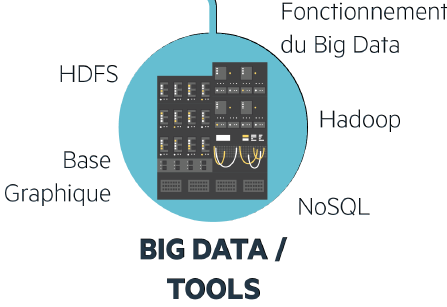 Fonctionnement
du Big Data
HDFS
Hadoop
Base
Graphique
NoSQL
BIG DATA /
TOOLS